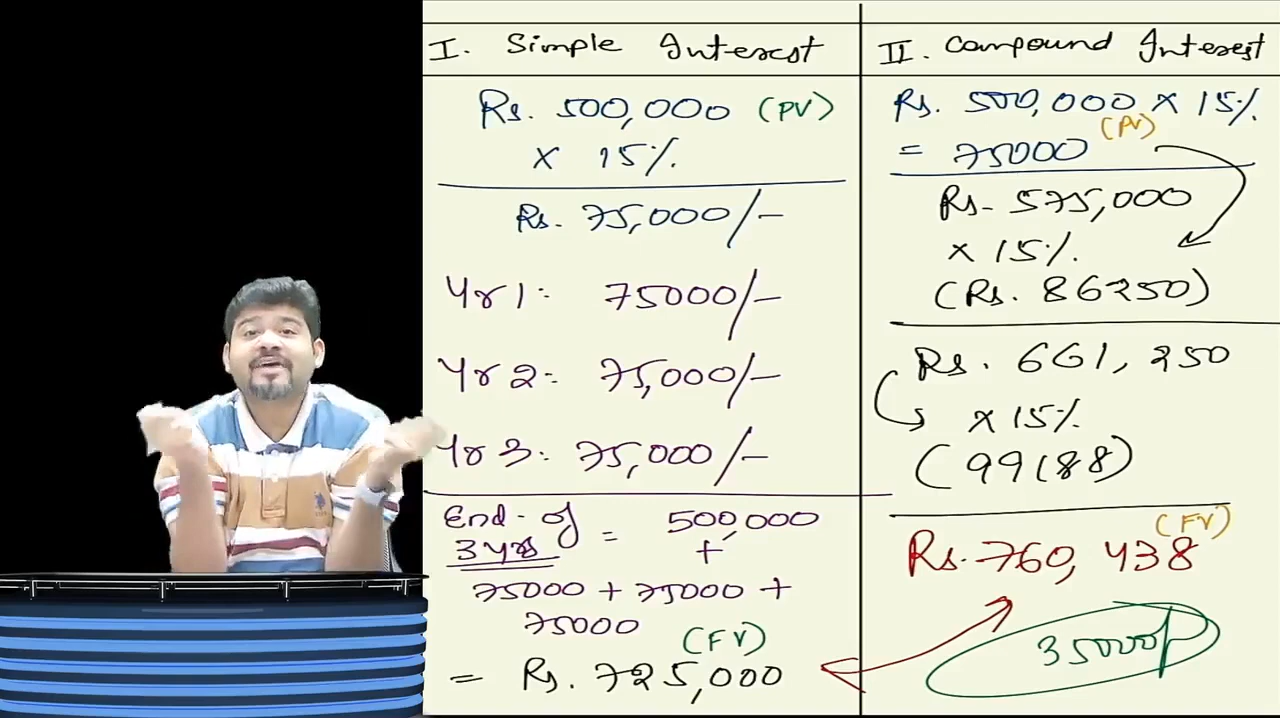 I. Simple Interest
Rs. 500,000 (PV)
x 15%
Rs. 75,000/-
Yr 1: 75000/-
Yr 2: 75,000/-
Yr 3: 75,000/-
End of 3 yrs = 500,000
+
75000 + 75000 +
75000
(FV)
= Rs. 725,000
II. Compound Interest
Rs. 500,000 x 15%
(PV)
= 75000
Rs. 575,000
x 15%
(Rs. 86250)
Rs. 661,250
x 15%
(99188)
(FV)
Rs. 760,438